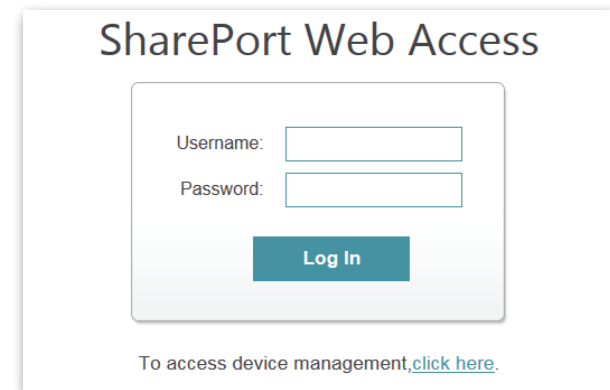 SharePort Web Access
Username:
Password:
Log In
To access device management,click here.